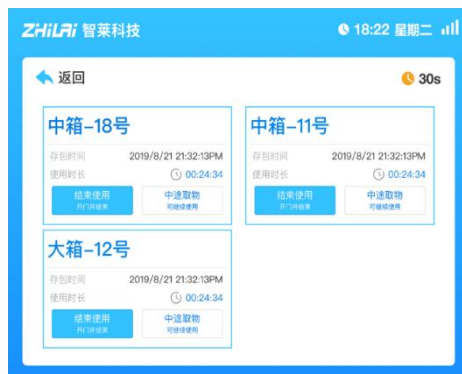 ZHilAi 智莱科技
18:22 星期二
返回
30s
中箱-18号
存包时间 2019/8/21 21:32:13PM
使用时长 00:24:34
结束使用 中途取物
开门并结束 可继续使用
中箱-11号
存包时间 2019/8/21 21:32:13PM
使用时长 00:24:34
结束使用 中途取物
开门并结束 可继续使用
大箱-12号
存包时间 2019/8/21 21:32:13PM
使用时长 00:24:34
结束使用 中途取物
开门并结束 可继续使用